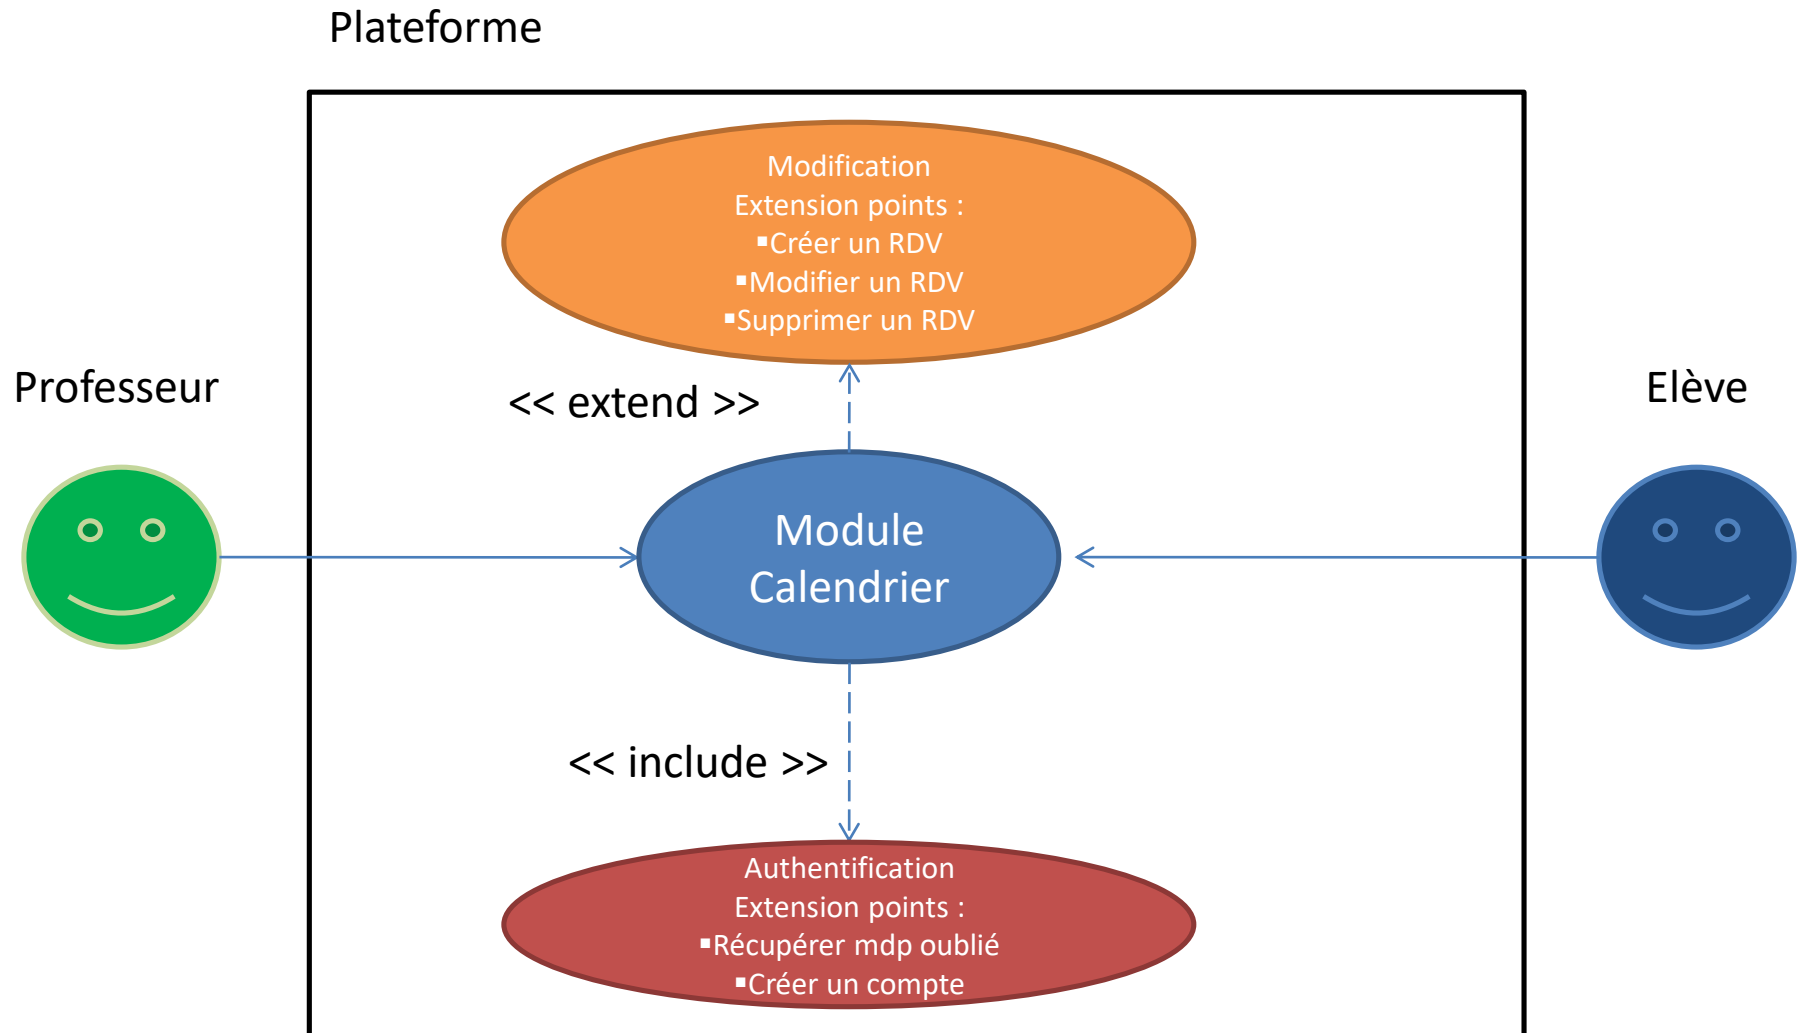 Plateforme
Modification
Extension points :
▪Créer un RDV
▪Modifier un RDV
▪Supprimer un RDV
Professeur
<< extend >>
Elève
Module
Calendrier
<< include >>
Authentification
Extension points :
▪Récupérer mdp oublié
▪Créer un compte